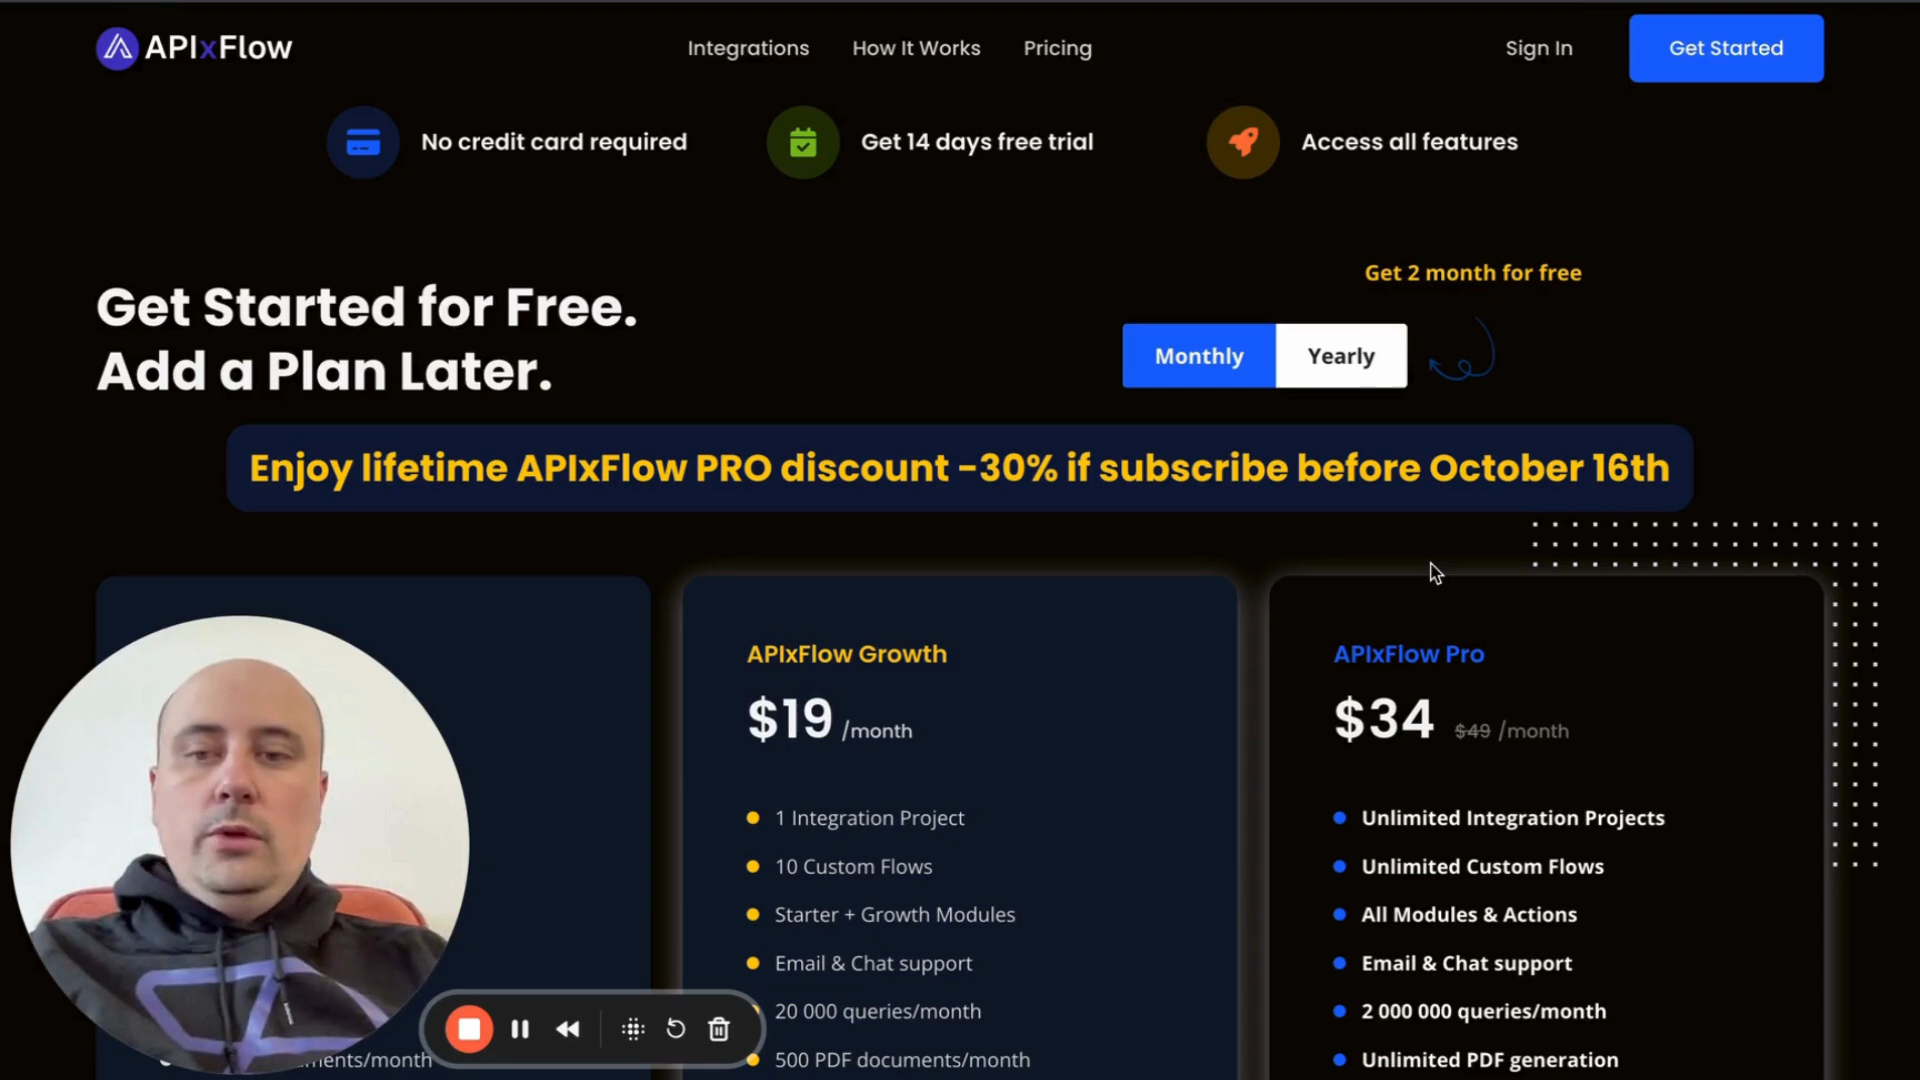 APIxFlow
Integrations
How It Works
Pricing
Sign In
Get Started
No credit card required
Get 14 days free trial
Access all features
Get 2 month for free
Get Started for Free.
Add a Plan Later.
Monthly
Yearly
Enjoy lifetime APIxFlow PRO discount -30% if subscribe before October 16th
APIxFlow Growth
$19 /month
1 Integration Project
10 Custom Flows
Starter + Growth Modules
Email & Chat support
20 000 queries/month
500 PDF documents/month
APIxFlow Pro
$34 $49 /month
Unlimited Integration Projects
Unlimited Custom Flows
All Modules & Actions
Email & Chat support
2 000 000 queries/month
Unlimited PDF generation